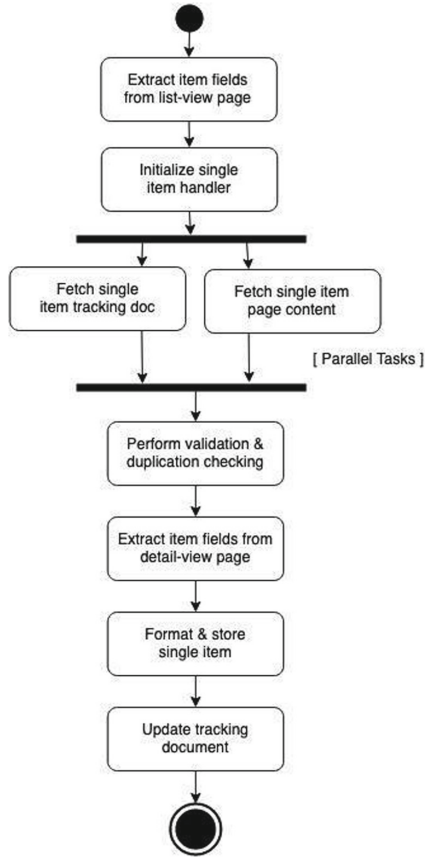 Extract item fields
from list-view page
Initialize single
item handler
Fetch single
item tracking doc
Fetch single item
page content
[ Parallel Tasks ]
Perform validation &
duplication checking
Extract item fields from
detail-view page
Format & store
single item
Update tracking
document